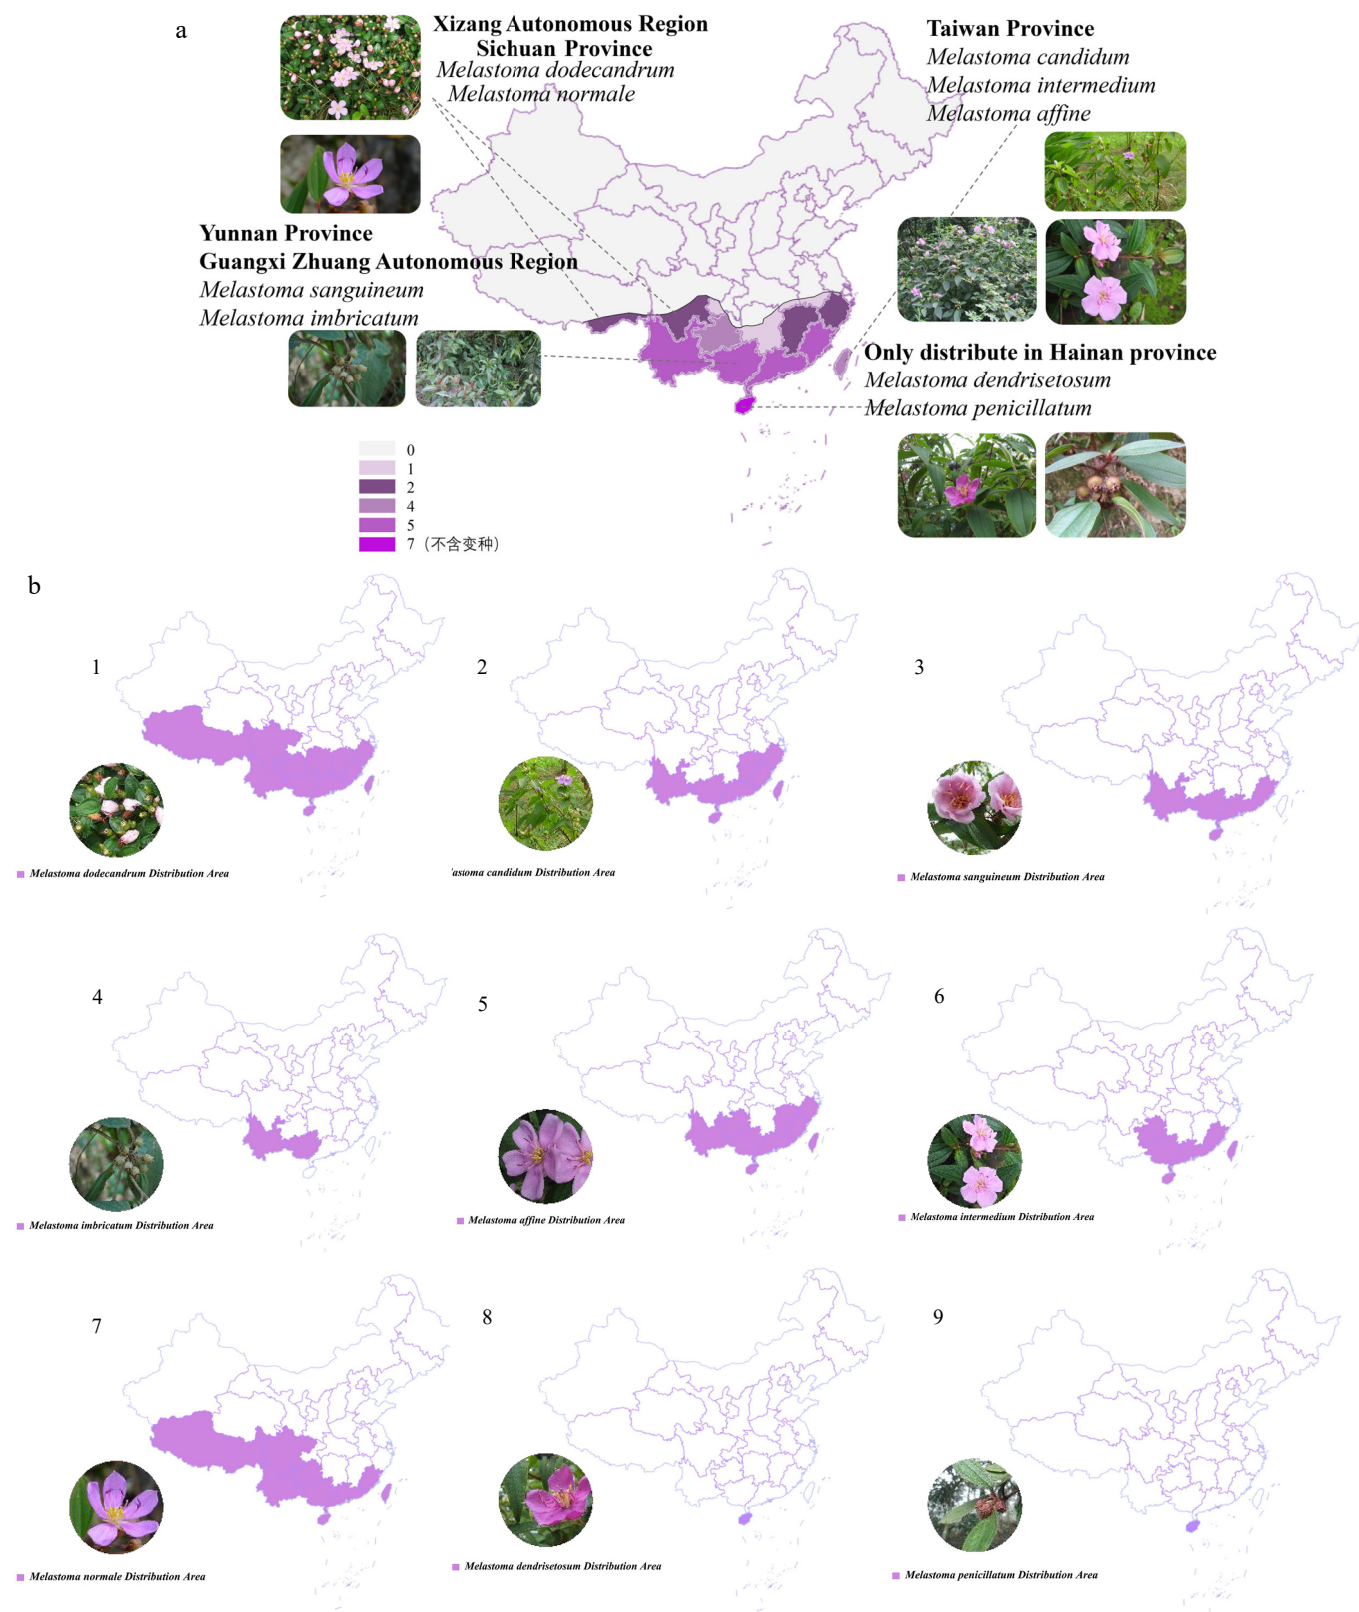 a
Xizang Autonomous Region
Sichuan Province
Melastoma dodecandrum
Melastoma normale
Taiwan Province
Melastoma candidum
Melastoma intermedium
Melastoma affine
Yunnan Province
Guangxi Zhuang Autonomous Region
Melastoma sanguineum
Melastoma imbricatum
Only distribute in Hainan province
Melastoma dendrisetosum
Melastoma penicillatum
0
1
2
4
5
7 (不含变种)
b
1
Melastoma dodecandrum Distribution Area
2
astoma candidum Distribution Area
3
Melastoma sanguineum Distribution Area
4
Melastoma imbricatum Distribution Area
5
Melastoma affine Distribution Area
6
Melastoma intermedium Distribution Area
7
Melastoma normale Distribution Area
8
Melastoma dendrisetosum Distribution Area
9
Melastoma penicillatum Distribution Area